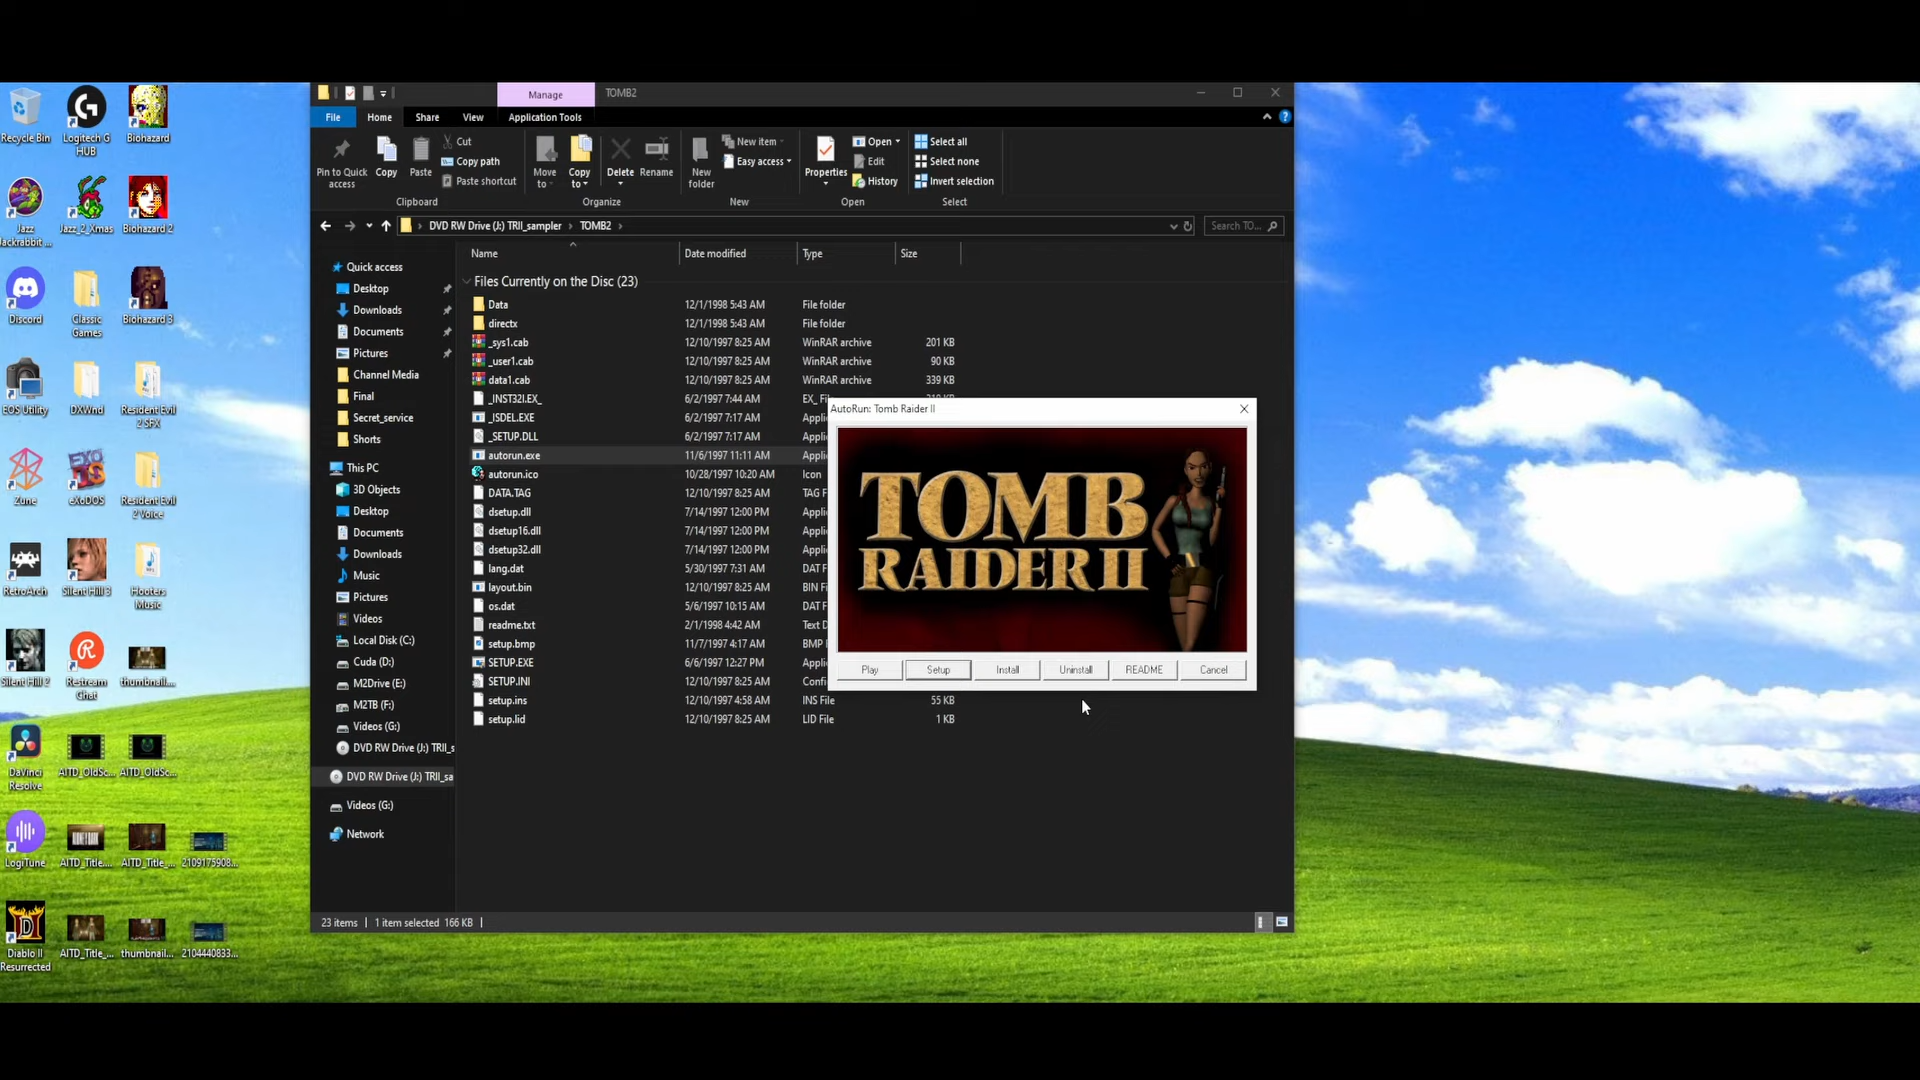 Recycle Bin
Logitech G
HUB
Biohazard
Jazz
Jackrabbit ...
Jazz_2_Xmas
Biohazard 2
Discord
Classic
Games
Biohazard 3
EOS Utility
DXWnd
Resident Evil
2 SFX
Zune
eXoDOS
Resident Evil
2 Voice
RetroArch
Silent Hill 3
Hooters
Music
Silent Hill 2
Restream
Chat
thumbnail....
DaVinci
Resolve
AITD_OldSc...
AITD_OldSc...
LogiTune
AITD_Title....
AITD_Title_...
2109175908...
Diablo II
Resurrected
AITD_Title_...
thumbnail...
2104440833...
Manage
TOMB2
File
Home
Share
View
Application Tools
Pin to Quick
access
Copy
Paste
Cut
Copy path
Paste shortcut
Clipboard
Move
to
Copy
to
Delete
Rename
Organize
New
folder
New item
Easy access
New
Properties
Open
Edit
History
Open
Select all
Select none
Invert selection
Select
DVD RW Drive (J:) TRII_sampler
TOMB2
Search TO...
Quick access
Desktop
Downloads
Documents
Pictures
Channel Media
Final
Secret_service
Shorts
This PC
3D Objects
Desktop
Documents
Downloads
Music
Pictures
Videos
Local Disk (C:)
Cuda (D:)
M2Drive (E:)
M2TB (F:)
Videos (G:)
DVD RW Drive (J:) TRII_s
DVD RW Drive (J:) TRII_sa
Videos (G:)
Network
Name Date modified Type Size
Files Currently on the Disc (23)
Data 12/1/1998 5:43 AM File folder
directx 12/1/1998 5:43 AM File folder
_sys1.cab 12/10/1997 8:25 AM WinRAR archive 201 KB
_user1.cab 12/10/1997 8:25 AM WinRAR archive 90 KB
data1.cab 12/10/1997 8:25 AM WinRAR archive 339 KB
_INST32I.EX_ 6/2/1997 7:44 AM EX_ Fi
_ISDEL.EXE 6/2/1997 7:17 AM Appli
_SETUP.DLL 6/2/1997 7:17 AM Appli
autorun.exe 11/6/1997 11:11 AM Appli
autorun.ico 10/28/1997 10:20 AM Icon
DATA.TAG 12/10/1997 8:25 AM TAG F
dsetup.dll 7/14/1997 12:00 PM Appli
dsetup16.dll 7/14/1997 12:00 PM Appli
dsetup32.dll 7/14/1997 12:00 PM Appli
lang.dat 5/30/1997 7:31 AM DAT F
layout.bin 12/10/1997 8:25 AM BIN Fi
os.dat 5/6/1997 10:15 AM DAT F
readme.txt 2/1/1998 4:42 AM Text D
setup.bmp 11/7/1997 4:17 AM BMP F
SETUP.EXE 6/6/1997 12:27 PM Appli
SETUP.INI 12/10/1997 8:25 AM Confi
setup.ins 12/10/1997 4:58 AM INS File 55 KB
setup.lid 12/10/1997 8:25 AM LID File 1 KB
AutoRun: Tomb Raider II
TOMB
RAIDER II
Play
Setup
Install
Uninstall
README
Cancel
23 items
1 item selected 166 KB